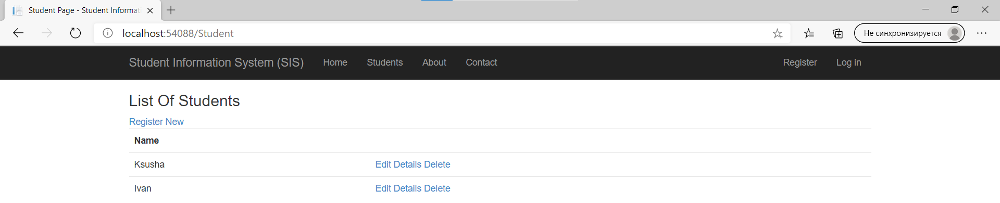 Student Page - Student Informat
localhost:54088/Student
Не синхронизируется
Student Information System (SIS) Home Students About Contact Register Log in
List Of Students
Register New
Name
Ksusha Edit Details Delete
Ivan Edit Details Delete